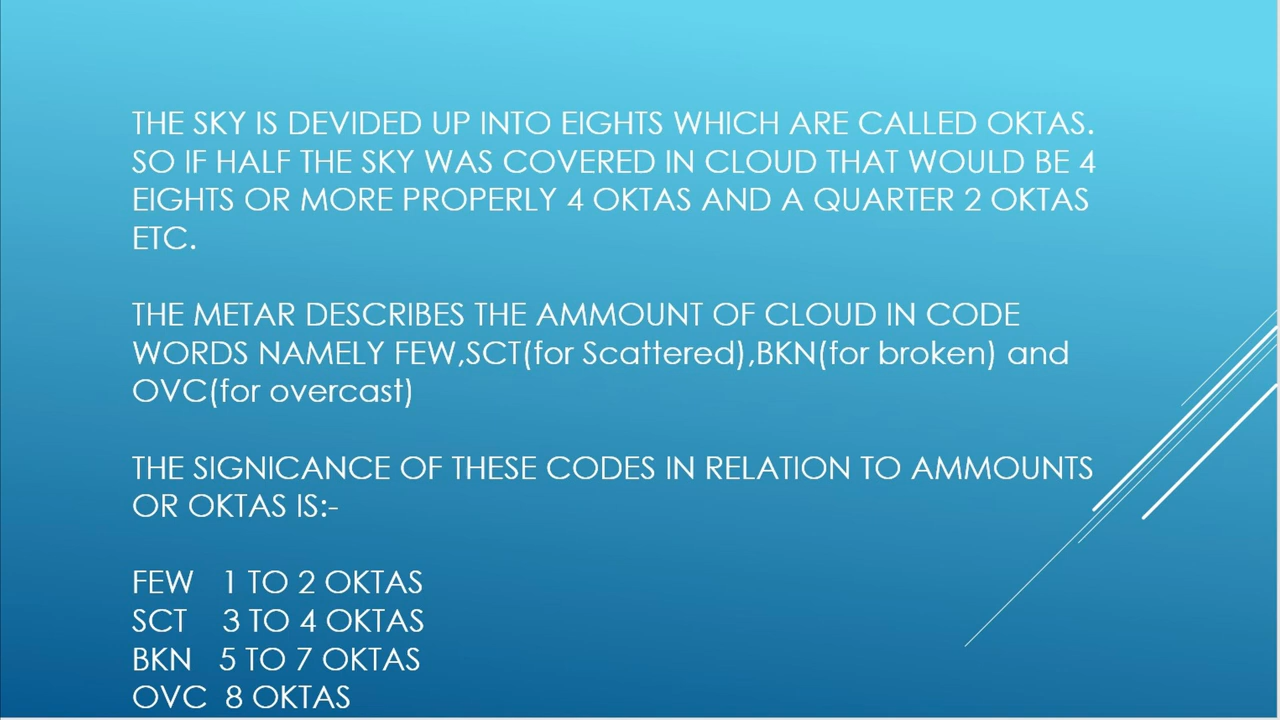 THE SKY IS DEVIDED UP INTO EIGHTS WHICH ARE CALLED OKTAS.
SO IF HALF THE SKY WAS COVERED IN CLOUD THAT WOULD BE 4
EIGHTS OR MORE PROPERLY 4 OKTAS AND A QUARTER 2 OKTAS
ETC.
THE METAR DESCRIBES THE AMMOUNT OF CLOUD IN CODE
WORDS NAMELY FEW,SCT(for Scattered),BKN(for broken) and
OVC(for overcast)
THE SIGNICANCE OF THESE CODES IN RELATION TO AMMOUNTS
OR OKTAS IS:-
FEW 1 TO 2 OKTAS
SCT 3 TO 4 OKTAS
BKN 5 TO 7 OKTAS
OVC 8 OKTAS